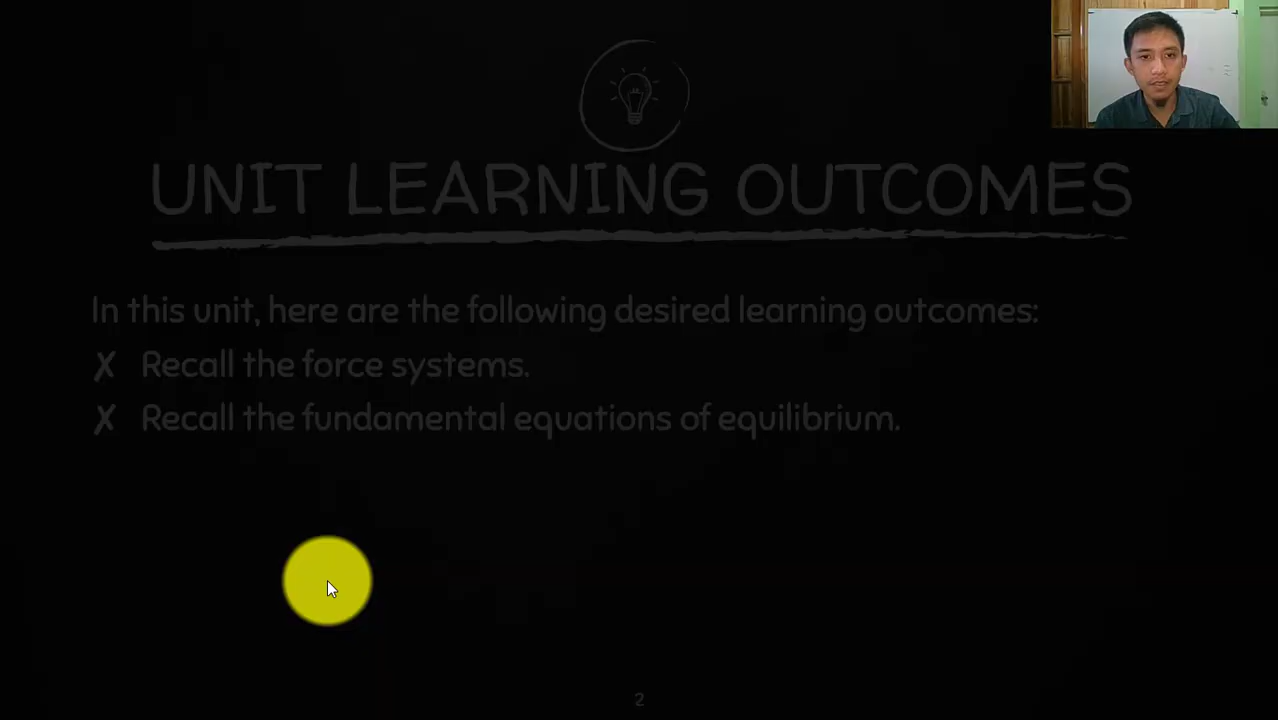 UNIT LEARNING OUTCOMES
In this unit, here are the following desired learning outcomes:
✗ Recall the force systems.
✗ Recall the fundamental equations of equilibrium.
2